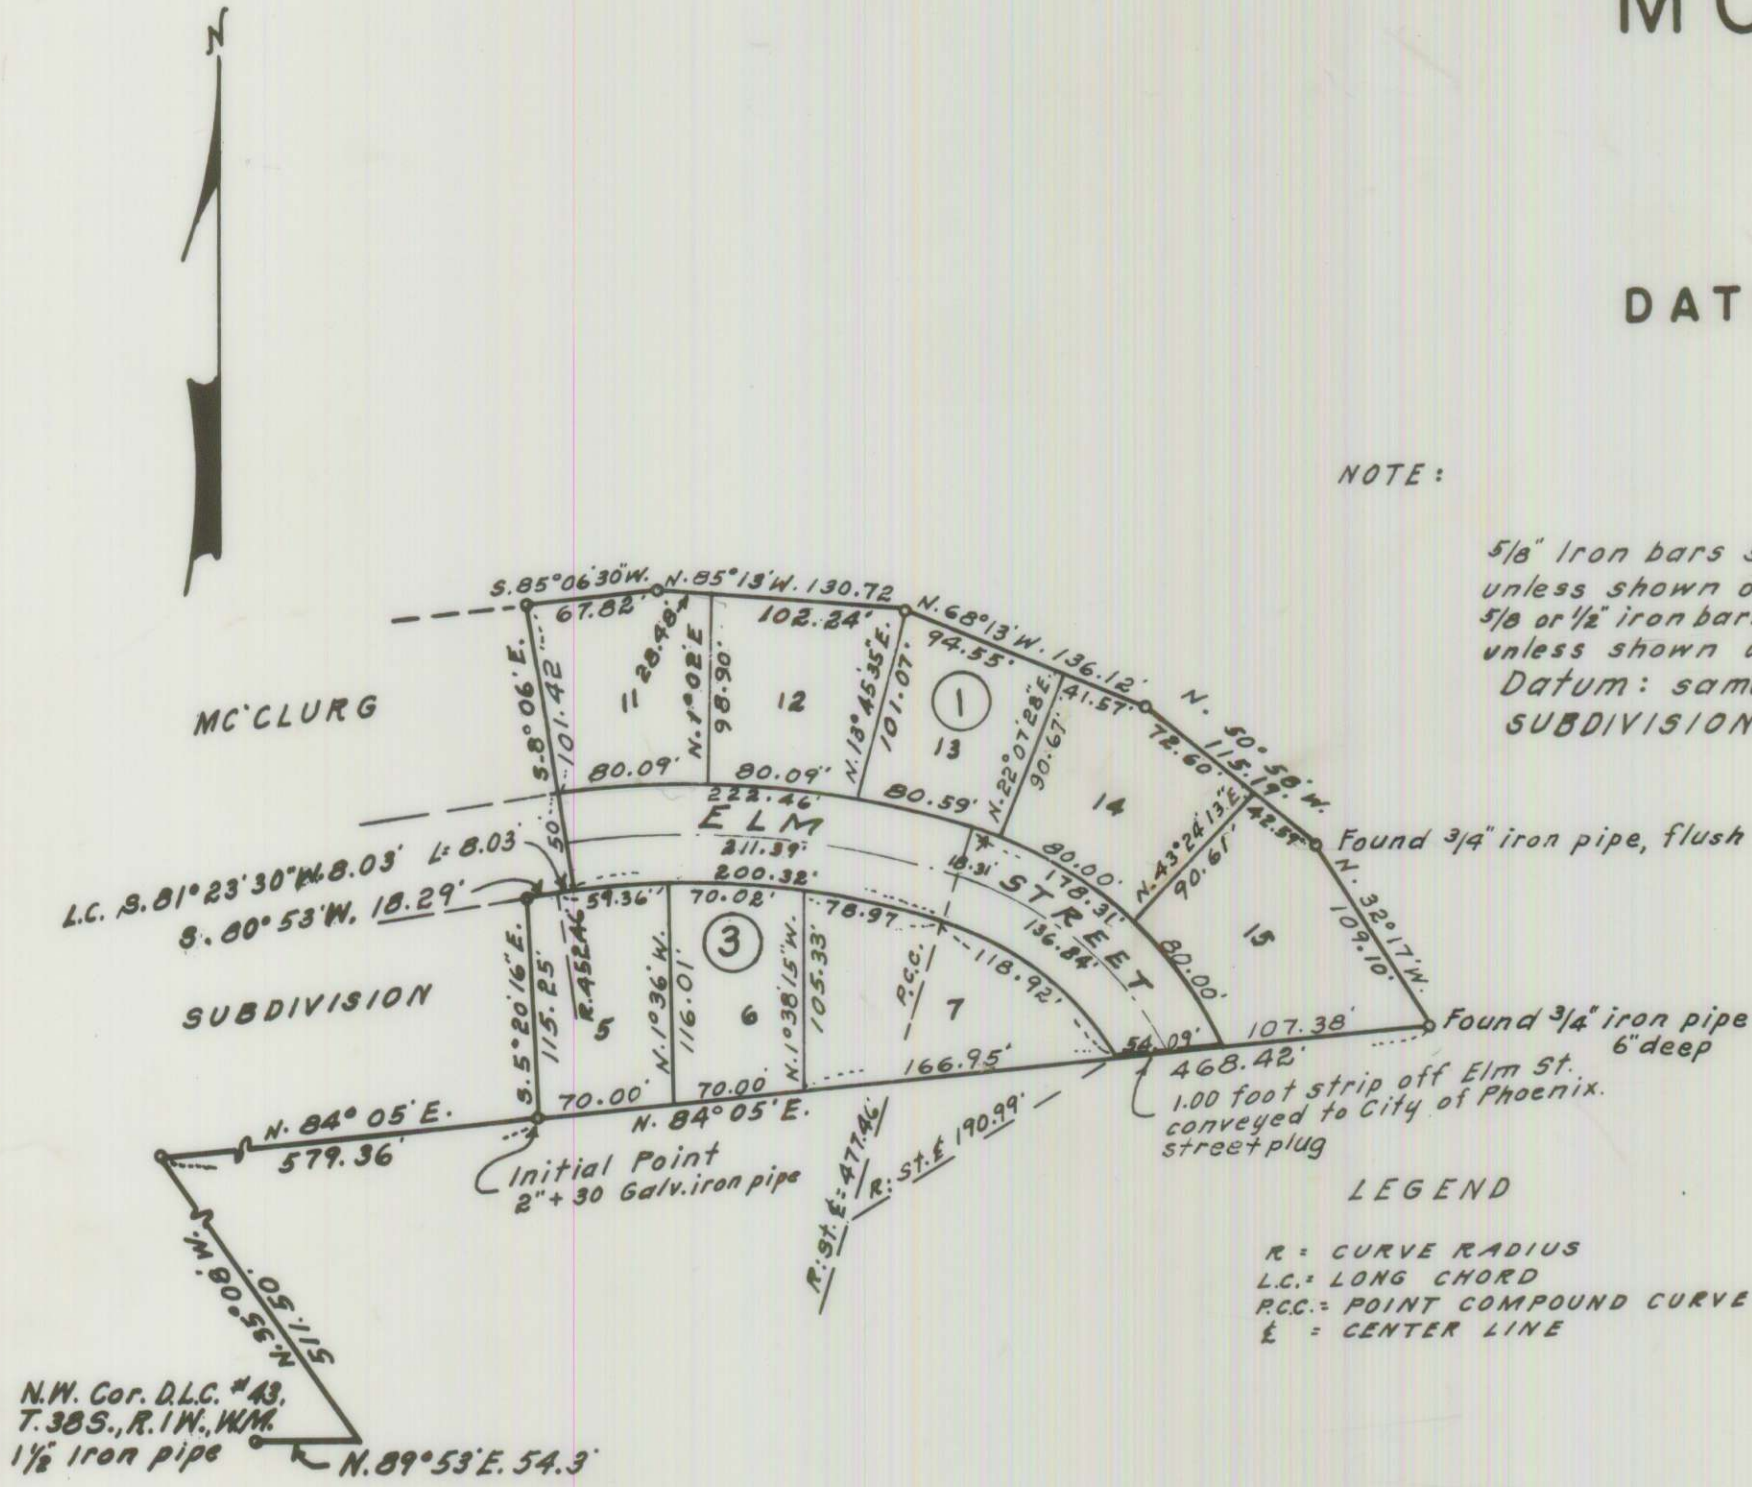 N
MC
DAT
NOTE:
5/8" Iron bars
unless shown
5/8 or 1/2" iron bar
unless shown
Datum: sam
SUBDIVISION
S.85°06'30"W.
67.82'
N.85°13'W. 130.72
102.24'
N.68°13'W. 136.12'
94.55'
41.57'
N. 50°58'W.
115.19'
72.60'
42.59'
Found 3/4" iron pipe, flush
N. 32°17'W.
109.10'
Found 3/4" iron pipe
6" deep
MC'CLURG
SUBDIVISION
S.8°06'E.
101.42'
50'
11
28.48'
N.1°02'E
98.90'
12
N.13°45'35"E.
101.07'
1
13
N.22°07'28"E.
90.67'
14
N.43°24'13"E.
90.61'
15
80.09'
80.09'
80.59'
80.00'
80.00'
222.46'
178.31'
ELM
STREET
211.39'
18.31'
136.84'
200.32'
L.C. S.81°23'30"W. 8.03'
L= 8.03
S. 80°53'W. 18.29'
59.36'
70.02'
78.97
118.92'
S.5°20'16"E.
115.25'
R.452.46
5
N.1°36'W.
116.01'
3
6
N.1°38'15"W.
105.33'
P.C.C.
7
70.00'
70.00'
166.95'
54.09'
107.38'
468.42'
N. 84°05'E.
1.00 foot strip off Elm St.
conveyed to City of Phoenix.
street plug
N. 84°05'E.
579.36'
Initial Point
2"+ 30 Galv. iron pipe
R: St. ℄: 477.46'
R: St. ℄ 190.99'
N.35°08'W.
511.50'
N.W. Cor. D.L.C. #43,
T.38S., R.1W., W.M.
1½" Iron pipe
N.89°53'E. 54.3'
LEGEND
R = CURVE RADIUS
L.C.= LONG CHORD
P.C.C.= POINT COMPOUND CURVE
℄ = CENTER LINE